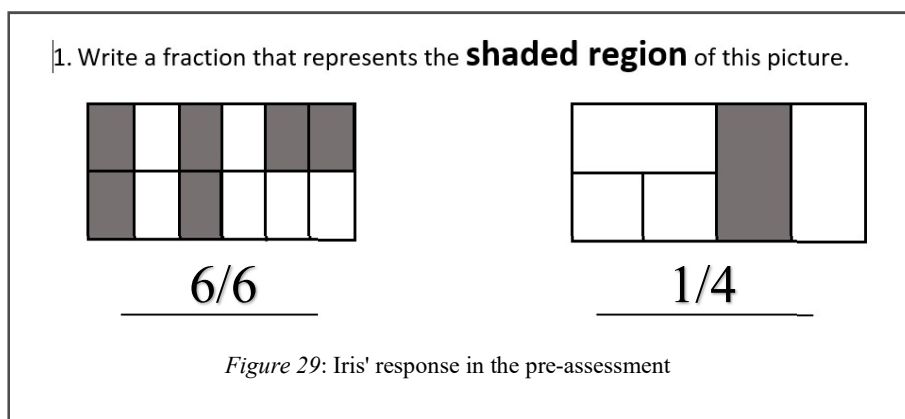 1. Write a fraction that represents the shaded region of this picture.
6/6 1/4
Figure 29: Iris' response in the pre-assessment